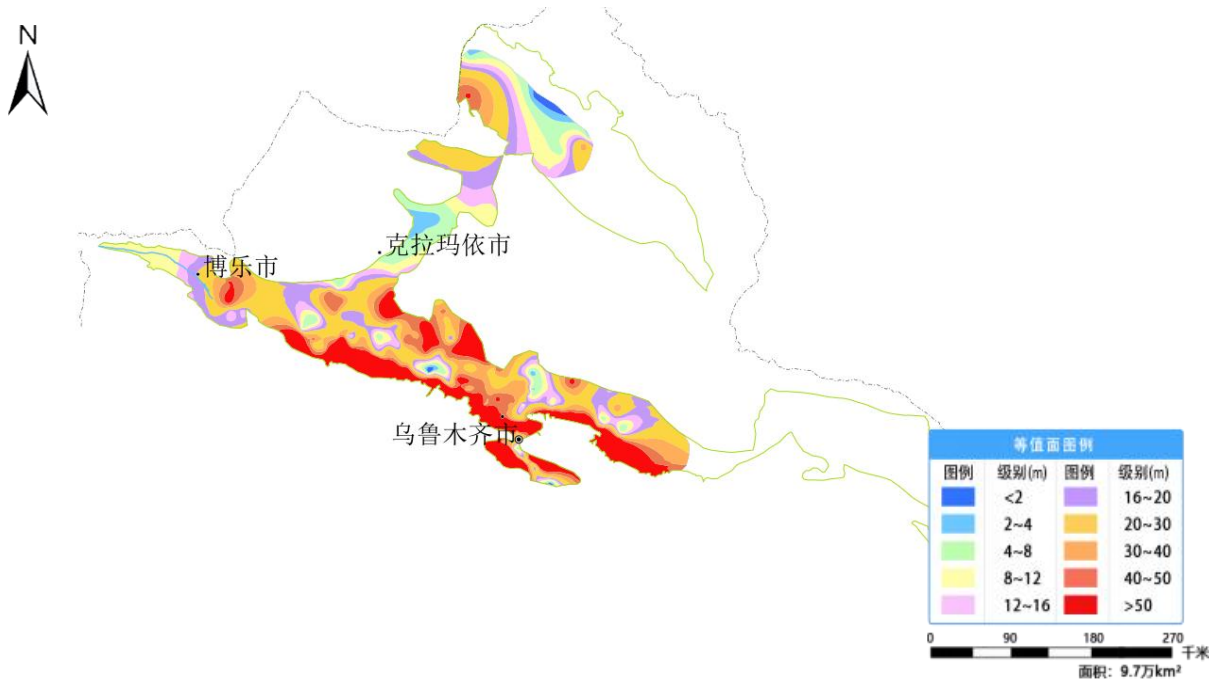 N
克拉玛依市
博乐市
乌鲁木齐市
等值面图例
图例 级别(m) 图例 级别(m)
<2 16~20
2~4 20~30
4~8 30~40
8~12 40~50
12~16 >50
0 90 180 270
千米
面积：9.7万km²